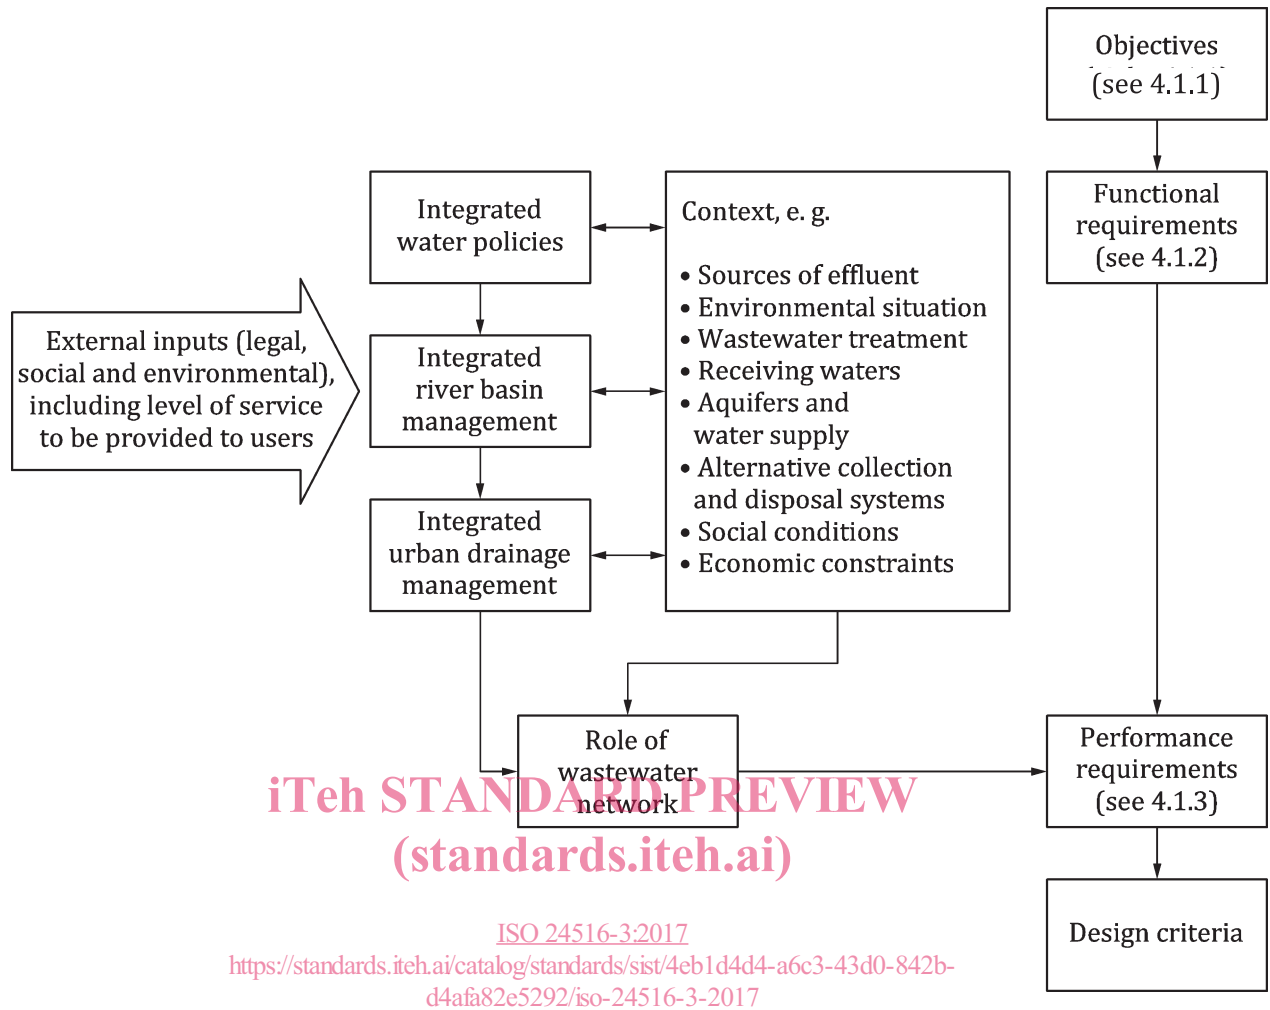 Objectives
(see 4.1.1)
Functional
requirements
(see 4.1.2)
Integrated
water policies
Context, e. g.
• Sources of effluent
• Environmental situation
• Wastewater treatment
• Receiving waters
• Aquifers and
water supply
• Alternative collection
and disposal systems
• Social conditions
• Economic constraints
External inputs (legal,
social and environmental),
including level of service
to be provided to users
Integrated
river basin
management
Integrated
urban drainage
management
Role of
wastewater
network
Performance
requirements
(see 4.1.3)
Design criteria
iTeh STANDARD PREVIEW
(standards.iteh.ai)
ISO 24516-3:2017
https://standards.iteh.ai/catalog/standards/sist/4eb1d4d4-a6c3-43d0-842b-
d4afa82e5292/iso-24516-3-2017